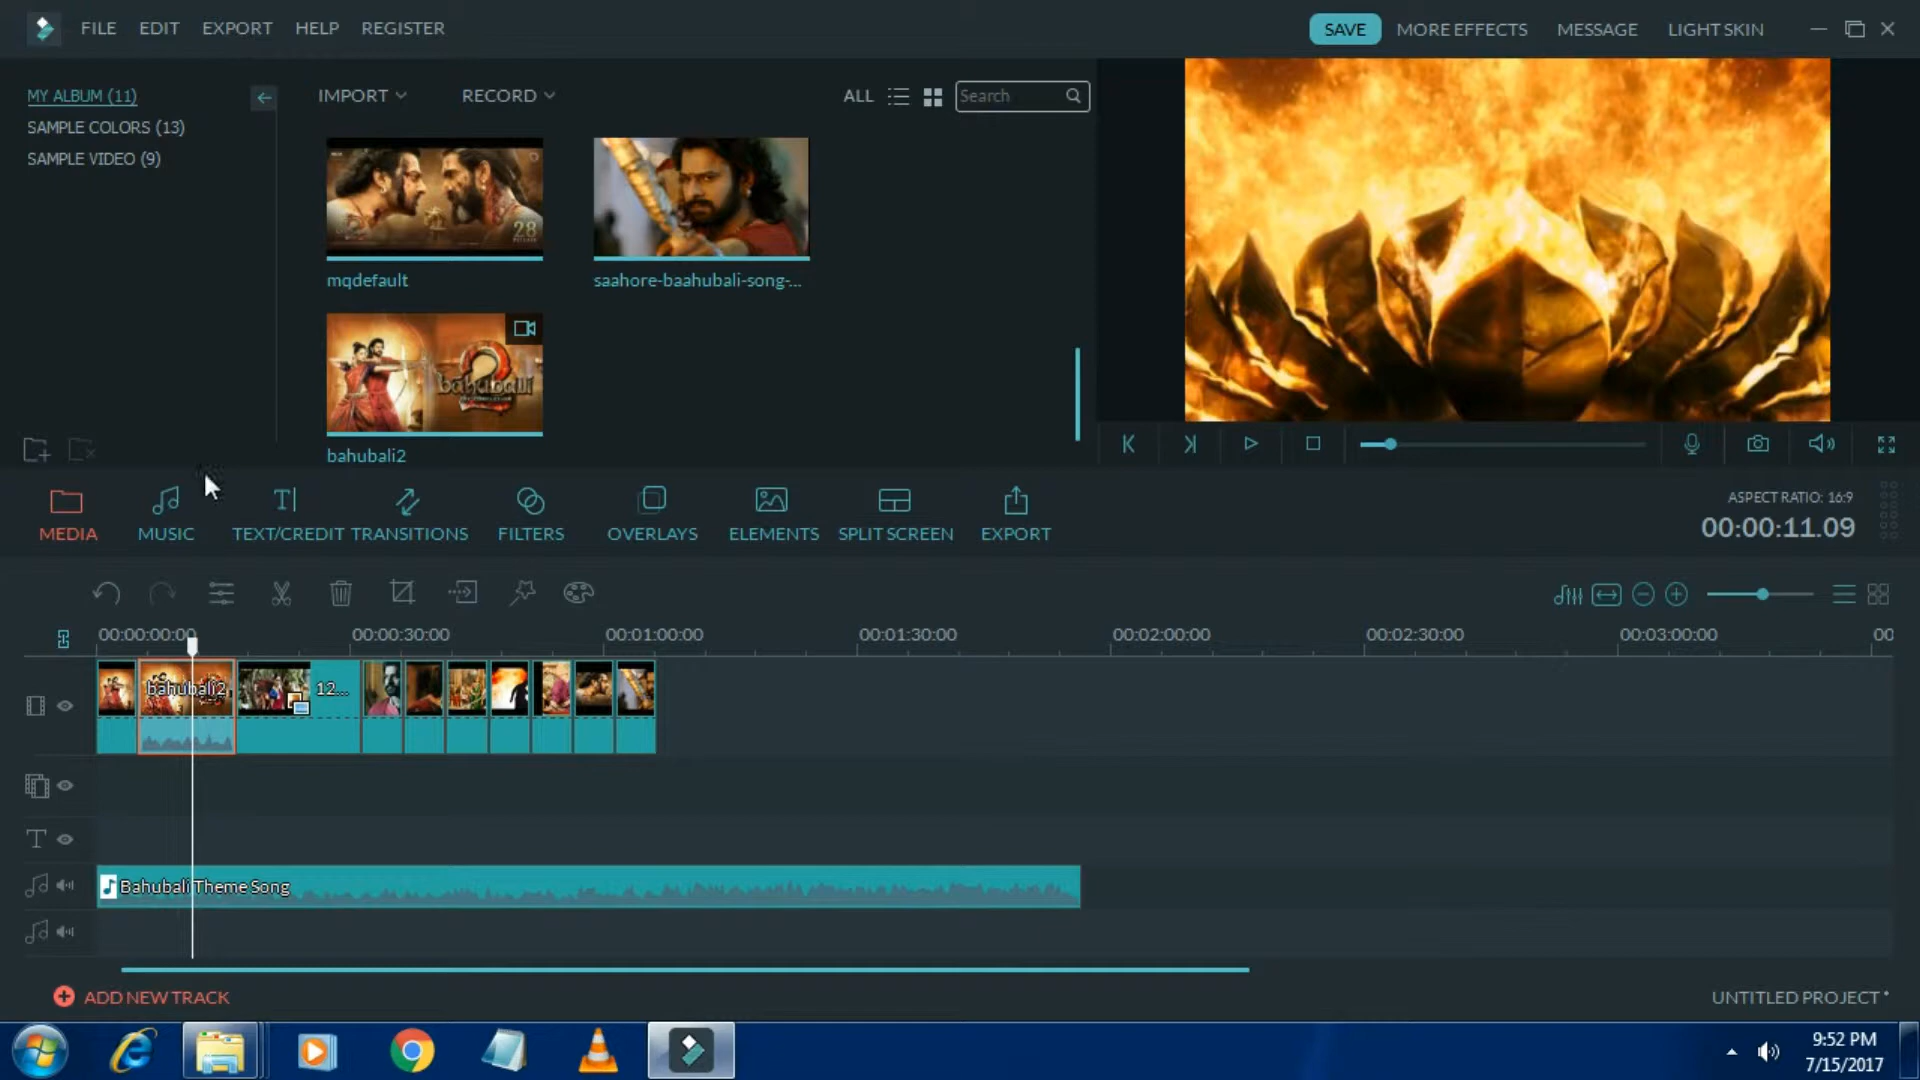 FILE EDIT EXPORT HELP REGISTER SAVE MORE EFFECTS MESSAGE LIGHT SKIN
MY ALBUM (11)
SAMPLE COLORS (13)
SAMPLE VIDEO (9)
IMPORT RECORD ALL Search
28
mqdefault saahore-baahubali-song-...
bahubali 2
bahubali2
MEDIA MUSIC TEXT/CREDIT TRANSITIONS FILTERS OVERLAYS ELEMENTS SPLIT SCREEN EXPORT
ASPECT RATIO: 16:9
00:00:11.09
00:00:00:00 00:00:30:00 00:01:00:00 00:01:30:00 00:02:00:00 00:02:30:00 00:03:00:00 00
bahubali2 12...
Bahubali Theme Song
ADD NEW TRACK UNTITLED PROJECT *
9:52 PM
7/15/2017